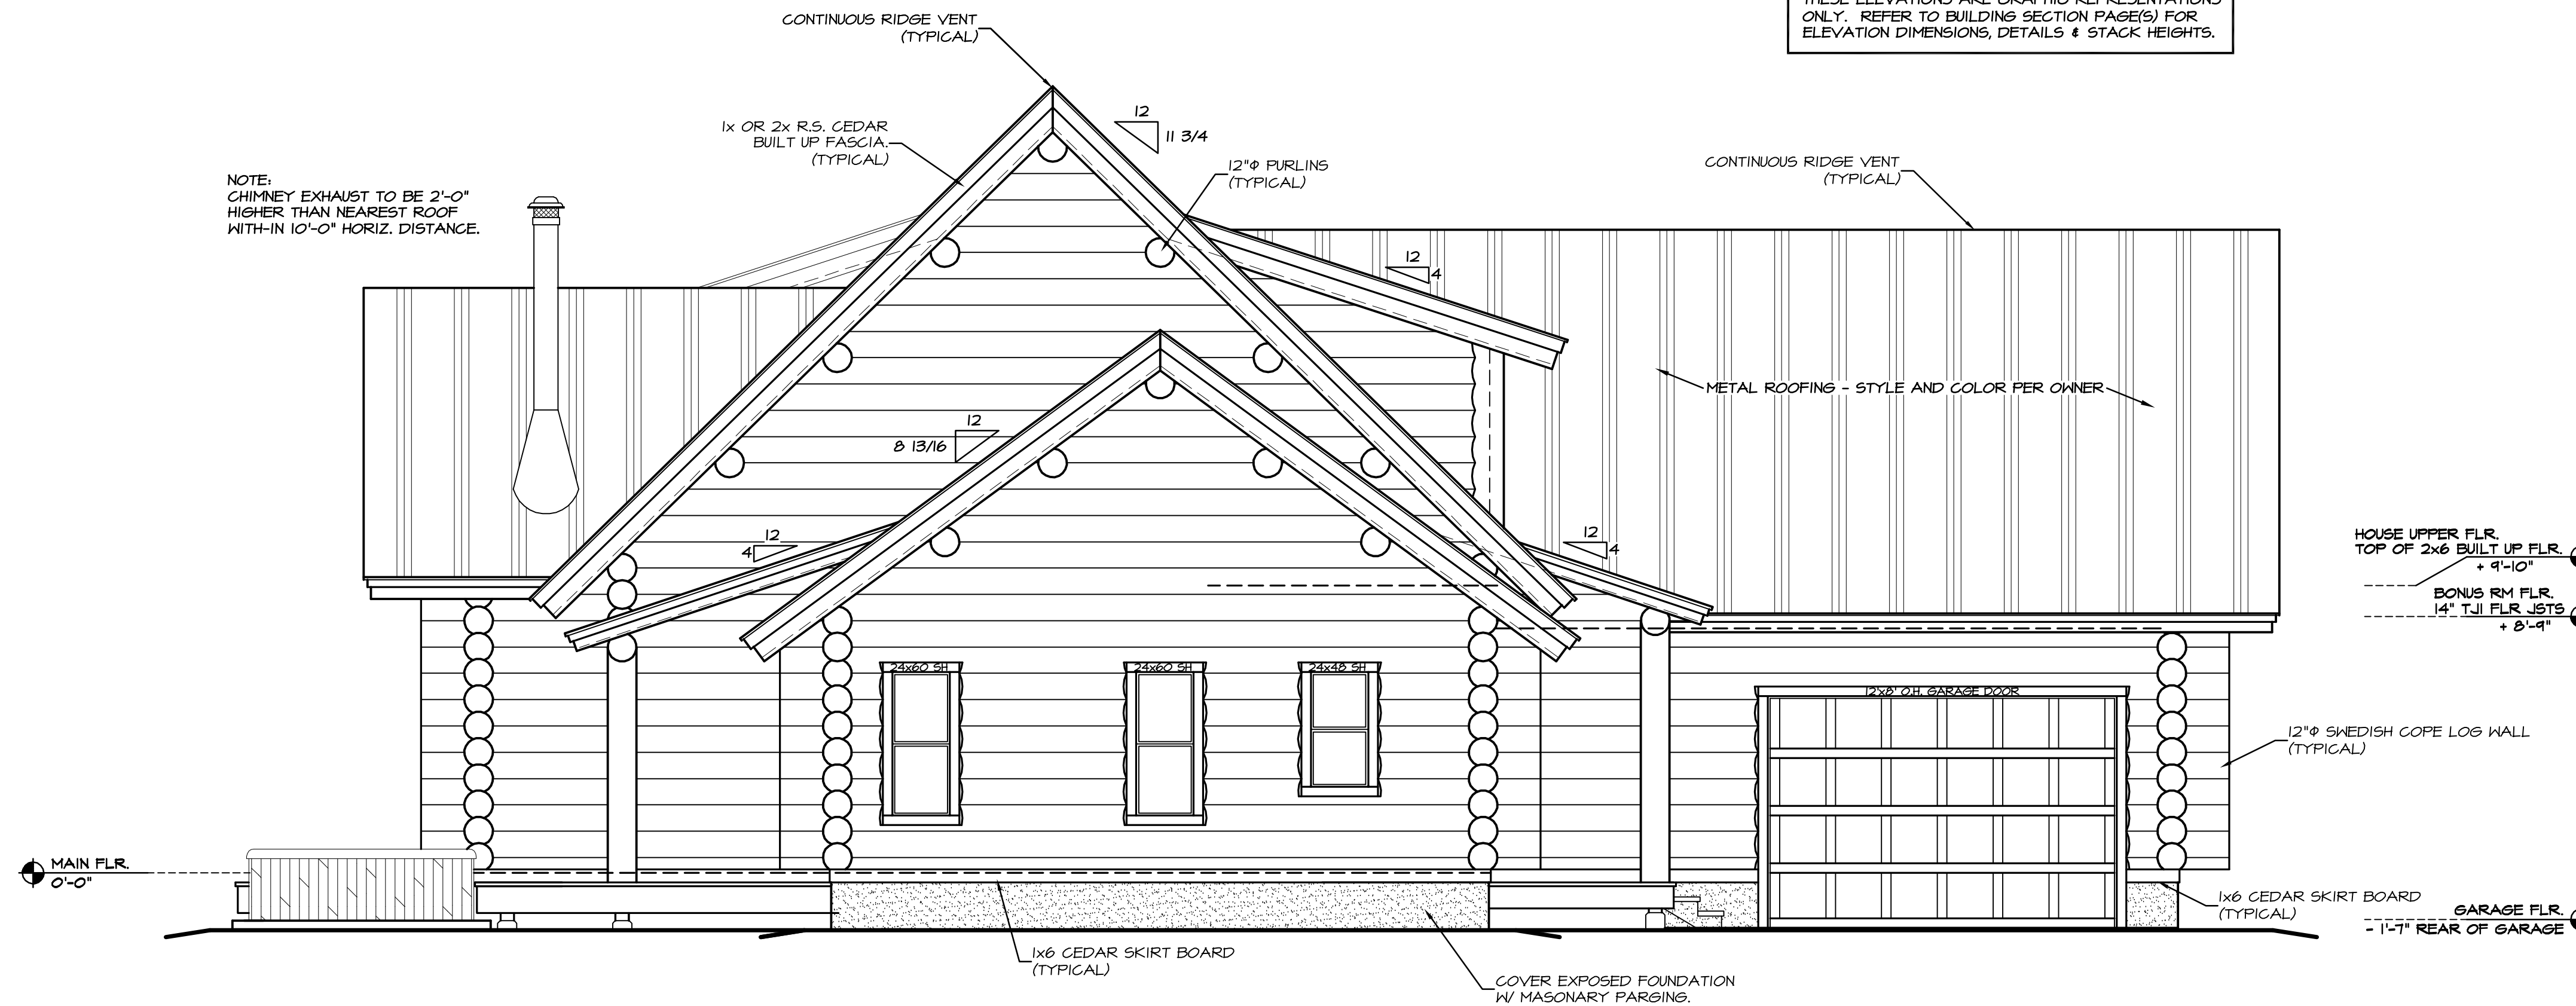 CONTINUOUS RIDGE VENT
(TYPICAL)
THESE ELEVATIONS ARE GRAPHIC REPRESENTATIONS
ONLY. REFER TO BUILDING SECTION PAGE(S) FOR
ELEVATION DIMENSIONS, DETAILS & STACK HEIGHTS.
1x OR 2x R.S. CEDAR
BUILT UP FASCIA.
(TYPICAL)
12
11 3/4
12"Φ PURLINS
(TYPICAL)
CONTINUOUS RIDGE VENT
(TYPICAL)
NOTE:
CHIMNEY EXHAUST TO BE 2'-0"
HIGHER THAN NEAREST ROOF
WITH-IN 10'-0" HORIZ. DISTANCE.
12
4
METAL ROOFING - STYLE AND COLOR PER OWNER
12
8 13/16
12
4
12
4
HOUSE UPPER FLR.
TOP OF 2x6 BUILT UP FLR.
+ 9'-10"
BONUS RM FLR.
14" TJI FLR JSTS
+ 8'-9"
24x60 SH
24x60 SH
24x48 SH
12'x8' O.H. GARAGE DOOR
12"Φ SWEDISH COPE LOG WALL
(TYPICAL)
MAIN FLR.
0'-0"
1x6 CEDAR SKIRT BOARD
(TYPICAL)
GARAGE FLR.
- 1'-7" REAR OF GARAGE
1x6 CEDAR SKIRT BOARD
(TYPICAL)
COVER EXPOSED FOUNDATION
W/ MASONARY PARGING.